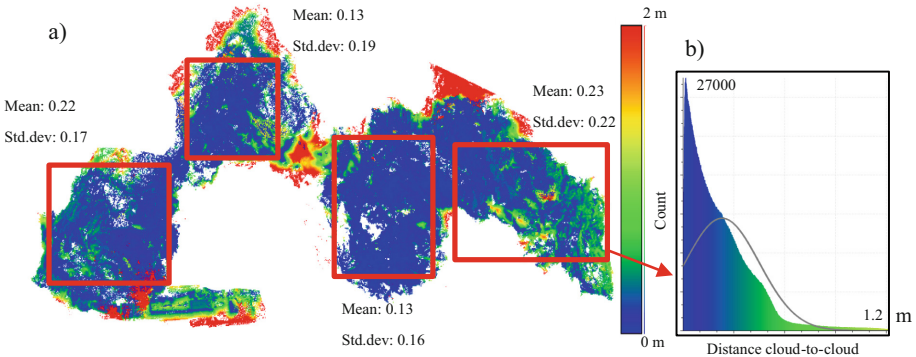 a)
Mean: 0.13
Std.dev: 0.19
Mean: 0.22
Std.dev: 0.17
Mean: 0.23
Std.dev: 0.22
Mean: 0.13
Std.dev: 0.16
2 m
0 m
b)
27000
Count
1.2 m
Distance cloud-to-cloud